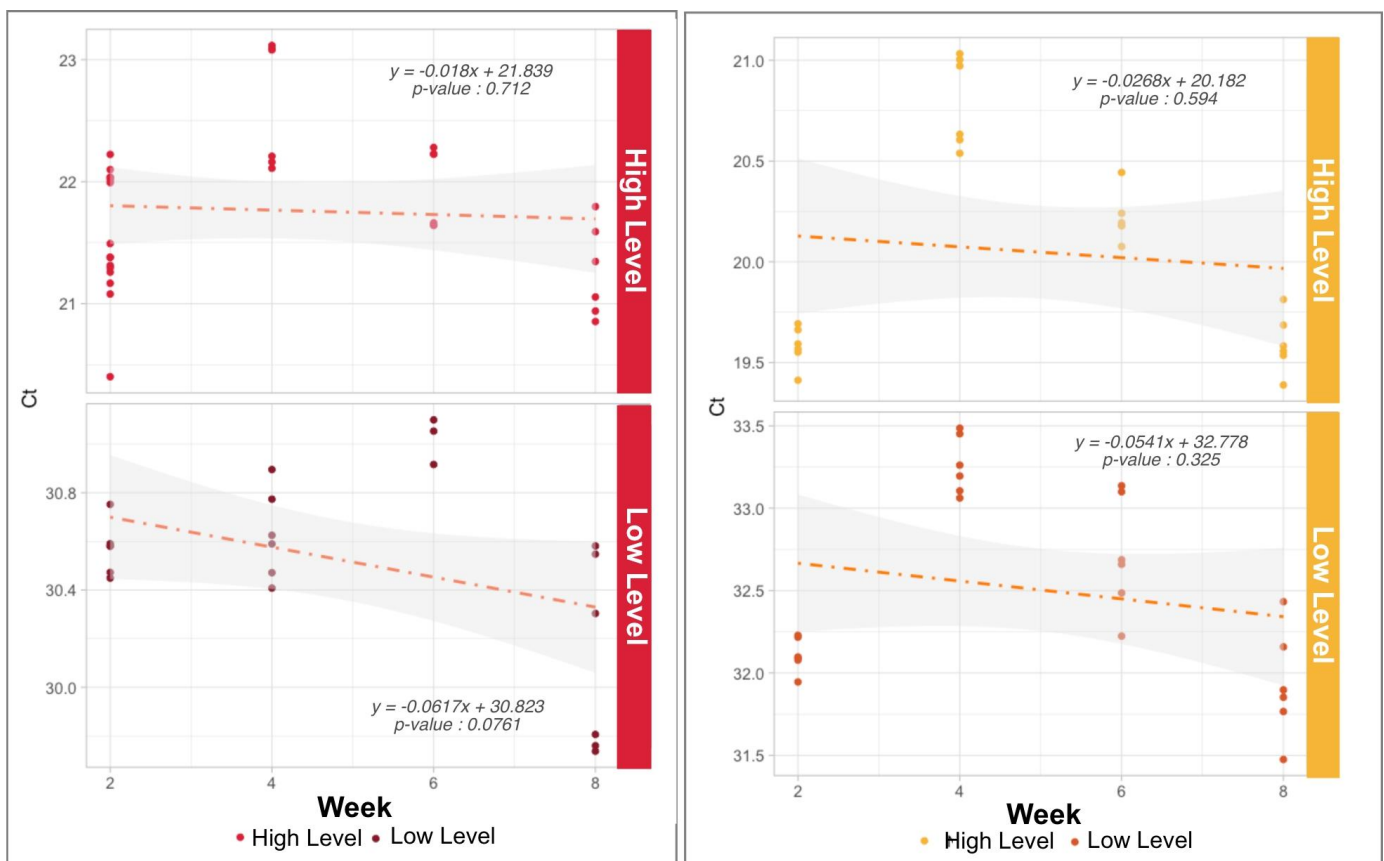 23
22
21
Ct
y = -0.018x + 21.839
p-value : 0.712
High Level
30.8
30.4
30.0
y = -0.0617x + 30.823
p-value : 0.0761
Low Level
2 4 6 8
Week
High Level Low Level
21.0
20.5
20.0
19.5
Ct
y = -0.0268x + 20.182
p-value : 0.594
High Level
33.5
33.0
32.5
32.0
31.5
y = -0.0541x + 32.778
p-value : 0.325
Low Level
2 4 6 8
Week
High Level Low Level